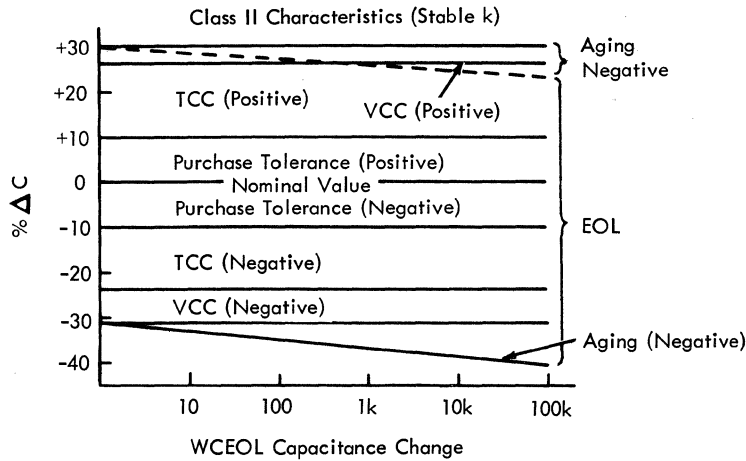 Class II Characteristics (Stable k)
+30
+20
+10
0
-10
-20
-30
-40
% Δ C
TCC (Positive)
VCC (Positive)
Purchase Tolerance (Positive)
Nominal Value
Purchase Tolerance (Negative)
TCC (Negative)
VCC (Negative)
Aging
Negative
EOL
Aging (Negative)
10
100
1k
10k
100k
WCEOL Capacitance Change